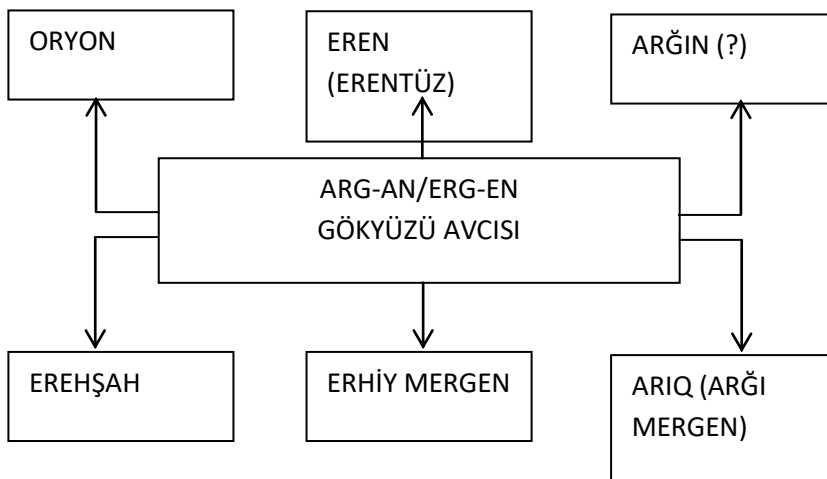 ORYON
EREN
(ERENTÜZ)
ARĞIN (?)
ARG-AN/ERG-EN
GÖKYÜZÜ AVCISI
EREHŞAH
ERHİY MERGEN
ARIQ (ARĞI
MERGEN)